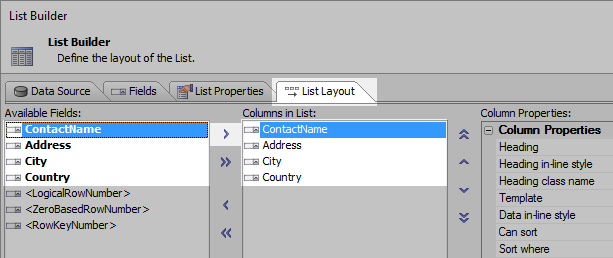 List Builder
List Builder
Define the layout of the List.
Data Source
Fields
List Properties
List Layout
Available Fields:
ContactName
Address
City
Country
<LogicalRowNumber>
<ZeroBasedRowNumber>
<RowKeyNumber>
Columns in List:
ContactName
Address
City
Country
Column Properties:
Column Properties
Heading
Heading in-line style
Heading class name
Template
Data in-line style
Can sort
Sort where